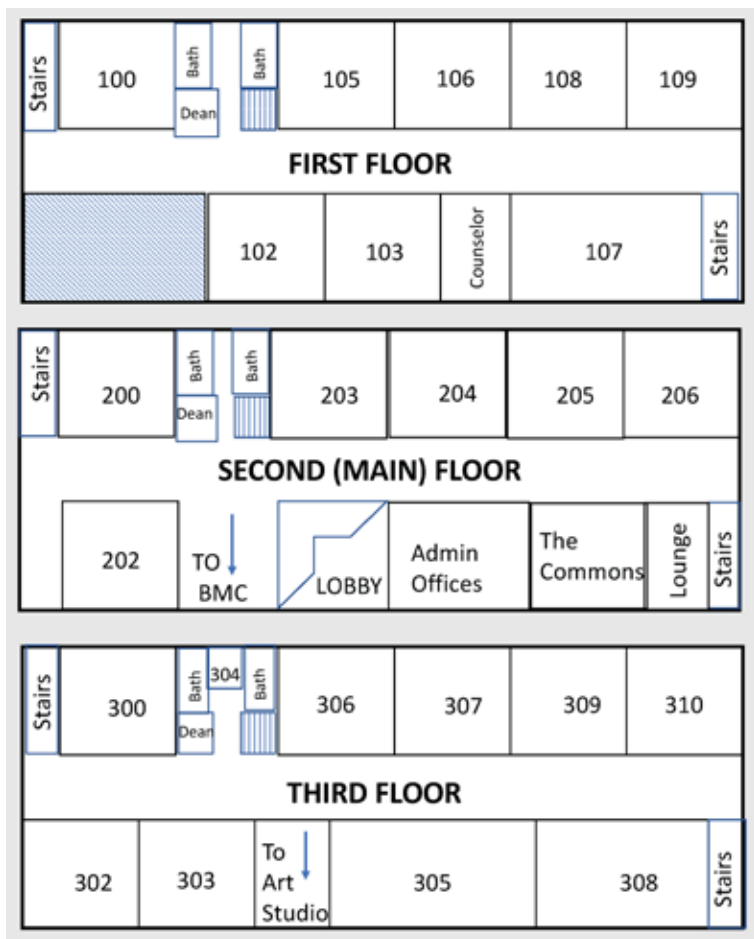 Stairs
100
Bath
Bath
Dean
105
106
108
109
FIRST FLOOR
102
103
Counselor
107
Stairs
Stairs
200
Bath
Bath
Dean
203
204
205
206
SECOND (MAIN) FLOOR
202
TO
BMC
LOBBY
Admin
Offices
The
Commons
Lounge
Stairs
Stairs
300
Bath
304
Bath
Dean
306
307
309
310
THIRD FLOOR
302
303
To
Art
Studio
305
308
Stairs